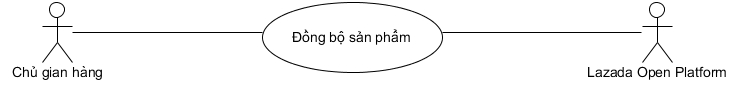 Đồng bộ sản phẩm
Chủ gian hàng
Lazada Open Platform